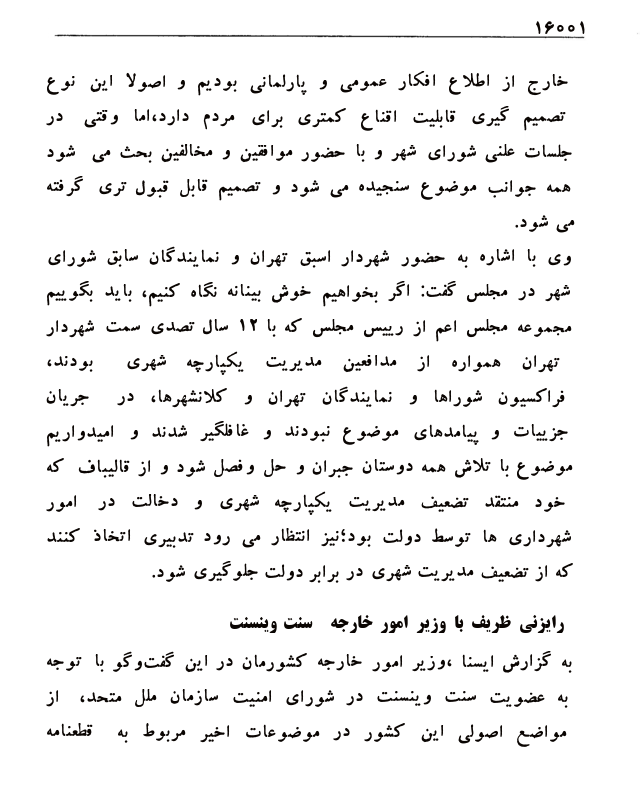 ۱۶۰۰۱
خارج از اطلاع افکار عمومی و پارلمانی بودیم و اصولا این نوع
تصمیم گیری قابلیت اقناع کمتری برای مردم دارد،اما وقتی در
جلسات علنی شورای شهر و با حضور موافقین و مخالفین بحث می شود
همه جوانب موضوع سنجیده می شود و تصمیم قابل قبول تری گرفته
می شود.
وی با اشاره به حضور شهردار اسبق تهران و نمایندگان سابق شورای
شهر در مجلس گفت: اگر بخواهیم خوش بینانه نگاه کنیم، باید بگوییم
مجموعه مجلس اعم از رییس مجلس که با ۱۲ سال تصدی سمت شهردار
تهران همواره از مدافعین مدیریت یکپارچه شهری بودند،
فراکسیون شوراها و نمایندگان تهران و کلانشهرها، در جریان
جزییات و پیامدهای موضوع نبودند و غافلگیر شدند و امیدواریم
موضوع با تلاش همه دوستان جبران و حل وفصل شود و از قالیباف که
خود منتقد تضعیف مدیریت یکپارچه شهری و دخالت در امور
شهرداری ها توسط دولت بود؛نیز انتظار می رود تدبیری اتخاذ کنند
که از تضعیف مدیریت شهری در برابر دولت جلوگیری شود.
رایزنی ظریف با وزیر امور خارجه سنت وینسنت
به گزارش ایسنا ،وزیر امور خارجه کشورمان در این گفت‌وگو با توجه
به عضویت سنت وینسنت در شورای امنیت سازمان ملل متحد، از
مواضع اصولی این کشور در موضوعات اخیر مربوط به قطعنامه